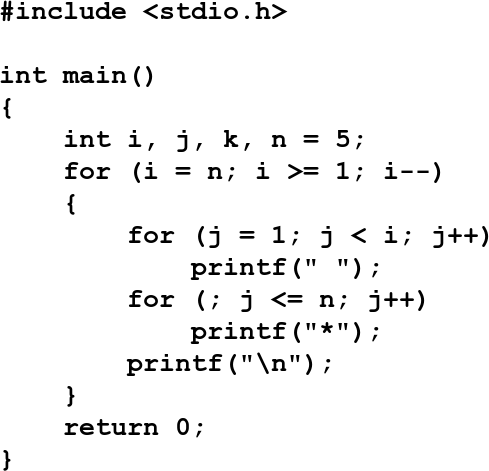 #include <stdio.h>

int main()
{
    int i, j, k, n = 5;
    for (i = n; i >= 1; i--)
    {
        for (j = 1; j < i; j++)
            printf(" ");
        for (; j <= n; j++)
            printf("*");
        printf("\n");
    }
    return 0;
}